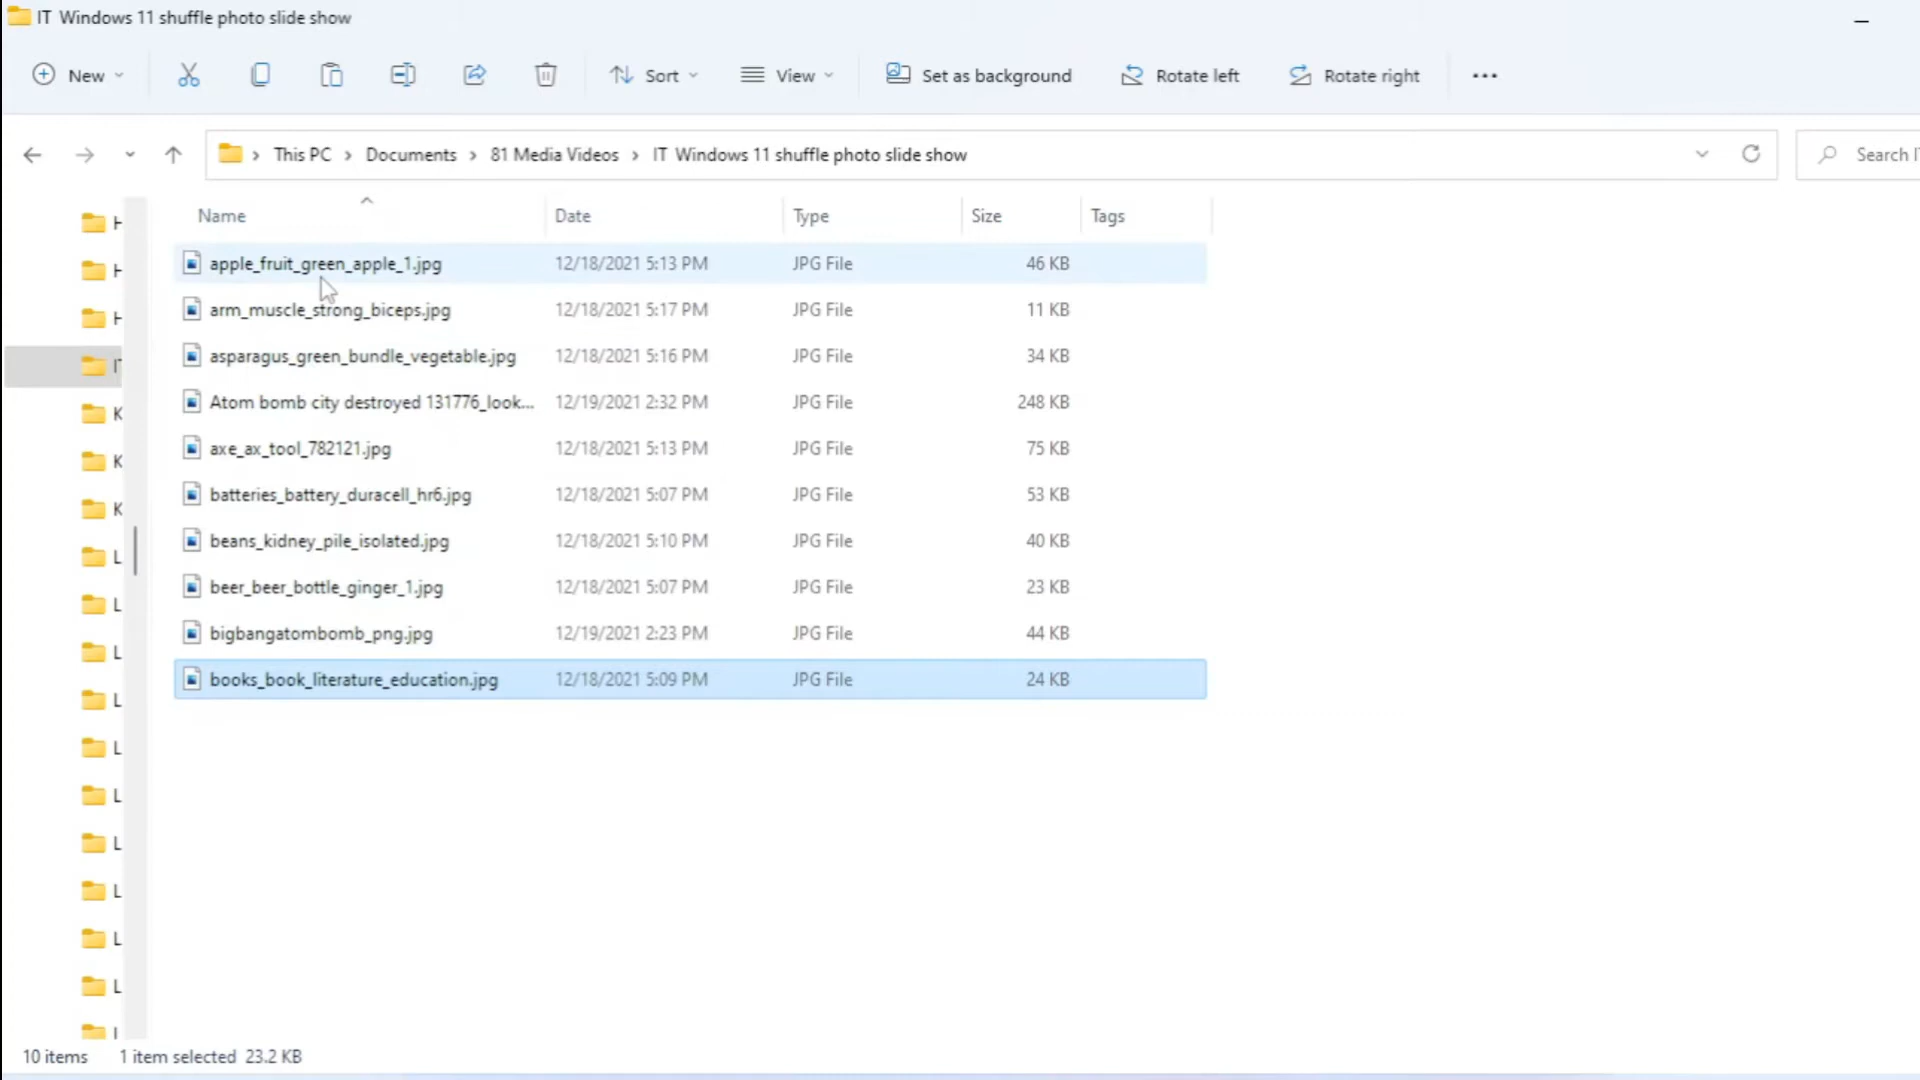 IT Windows 11 shuffle photo slide show
New Sort View Set as background Rotate left Rotate right
This PC > Documents > 81 Media Videos > IT Windows 11 shuffle photo slide show Search
Name Date Type Size Tags
apple_fruit_green_apple_1.jpg 12/18/2021 5:13 PM JPG File 46 KB
arm_muscle_strong_biceps.jpg 12/18/2021 5:17 PM JPG File 11 KB
asparagus_green_bundle_vegetable.jpg 12/18/2021 5:16 PM JPG File 34 KB
Atom bomb city destroyed 131776_look... 12/19/2021 2:32 PM JPG File 248 KB
axe_ax_tool_782121.jpg 12/18/2021 5:13 PM JPG File 75 KB
batteries_battery_duracell_hr6.jpg 12/18/2021 5:07 PM JPG File 53 KB
beans_kidney_pile_isolated.jpg 12/18/2021 5:10 PM JPG File 40 KB
beer_beer_bottle_ginger_1.jpg 12/18/2021 5:07 PM JPG File 23 KB
bigbangatombomb_png.jpg 12/19/2021 2:23 PM JPG File 44 KB
books_book_literature_education.jpg 12/18/2021 5:09 PM JPG File 24 KB
10 items 1 item selected 23.2 KB